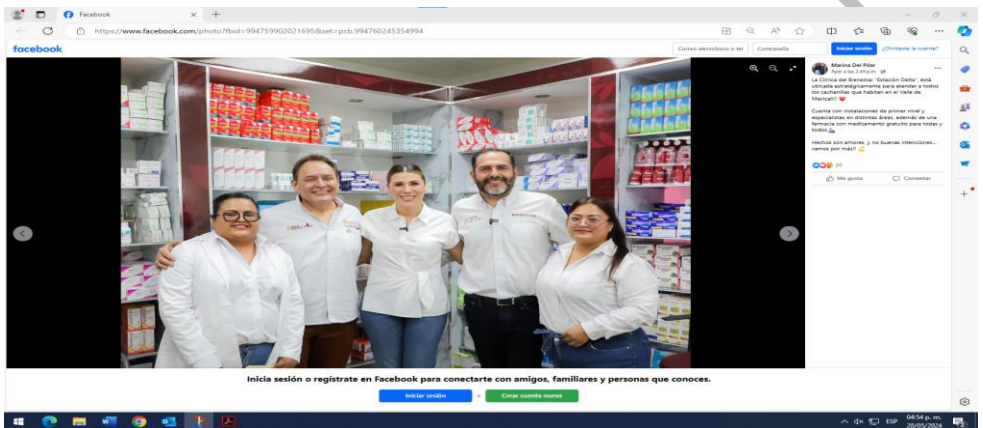 Facebook
https://www.facebook.com/photo?fbid=994759902021695&set=pcb.994760245354994
facebook
Correo electrónico o tel
Contraseña
Iniciar sesión
¿Olvidaste la cuenta?
Marina Del Pilar
Ayer a las 2:49 p.m.
La Clínica del Bienestar "Estación Delta", está
ubicada estratégicamente para atender a todos
los cachanillas que habitan en el Valle de
Mexicali!!
Cuenta con instalaciones de primer nivel y
especialistas en distintas áreas, además de una
farmacia con medicamento gratuito para todas y
todos
Hechos son amores, y no buenas intenciones...
vamos por más!!
20
Me gusta
Comentar
Inicia sesión o regístrate en Facebook para conectarte con amigos, familiares y personas que conoces.
Iniciar sesión
Crear cuenta nueva
ESP
04:54 p. m.
28/05/2024